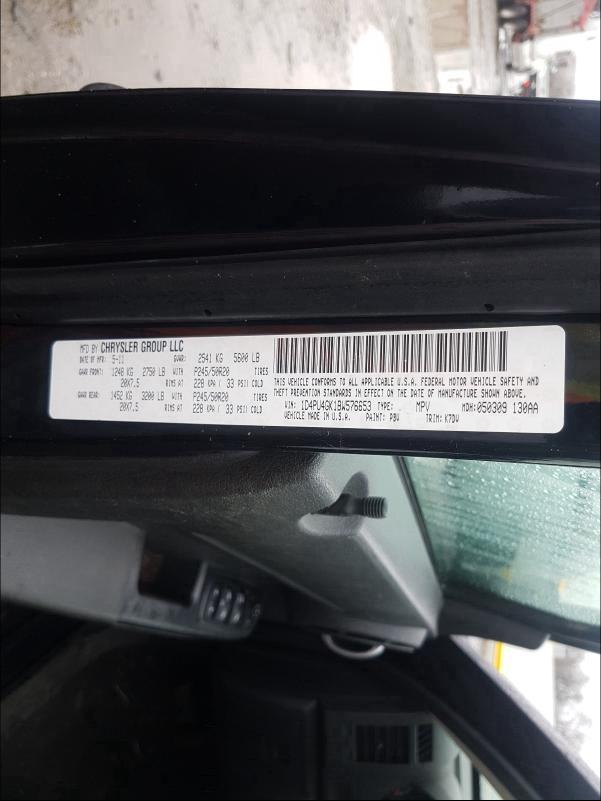 MFD BY CHRYSLER GROUP LLC
DATE OF MFR: 5-11 GVWR: 2541 KG 5600 LB
GAWR FRONT: 1248 KG 2750 LB WITH P245/50R20 TIRES
20X7.5 RIMS AT 228 KPA / 33 PSI COLD
GAWR REAR: 1452 KG 3200 LB WITH P245/50R20 TIRES
20X7.5 RIMS AT 228 KPA / 33 PSI COLD
THIS VEHICLE CONFORMS TO ALL APPLICABLE U.S.A. FEDERAL MOTOR VEHICLE SAFETY AND
THEFT PREVENTION STANDARDS IN EFFECT ON THE DATE OF MANUFACTURE SHOWN ABOVE.
VIN: 1D4PU4GK1BW576653 TYPE: MPV MDH: 050309 130AA
VEHICLE MADE IN U.S.A. PAINT: PBV TRIM: K7DV